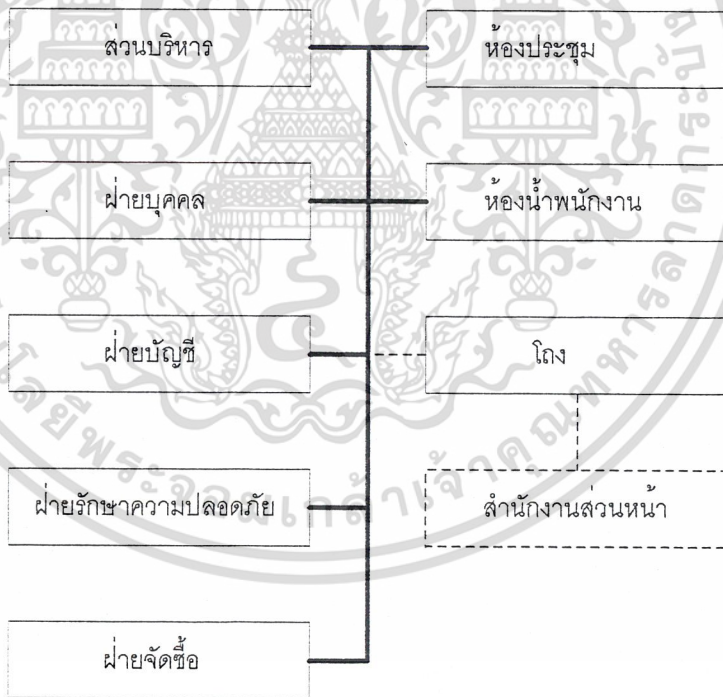 ส่วนบริหาร
ห้องประชุม
ฝ่ายบุคคล
ห้องน้ำพนักงาน
ฝ่ายบัญชี
โถง
ฝ่ายรักษาความปลอดภัย
สำนักงานส่วนหน้า
ฝ่ายจัดซื้อ